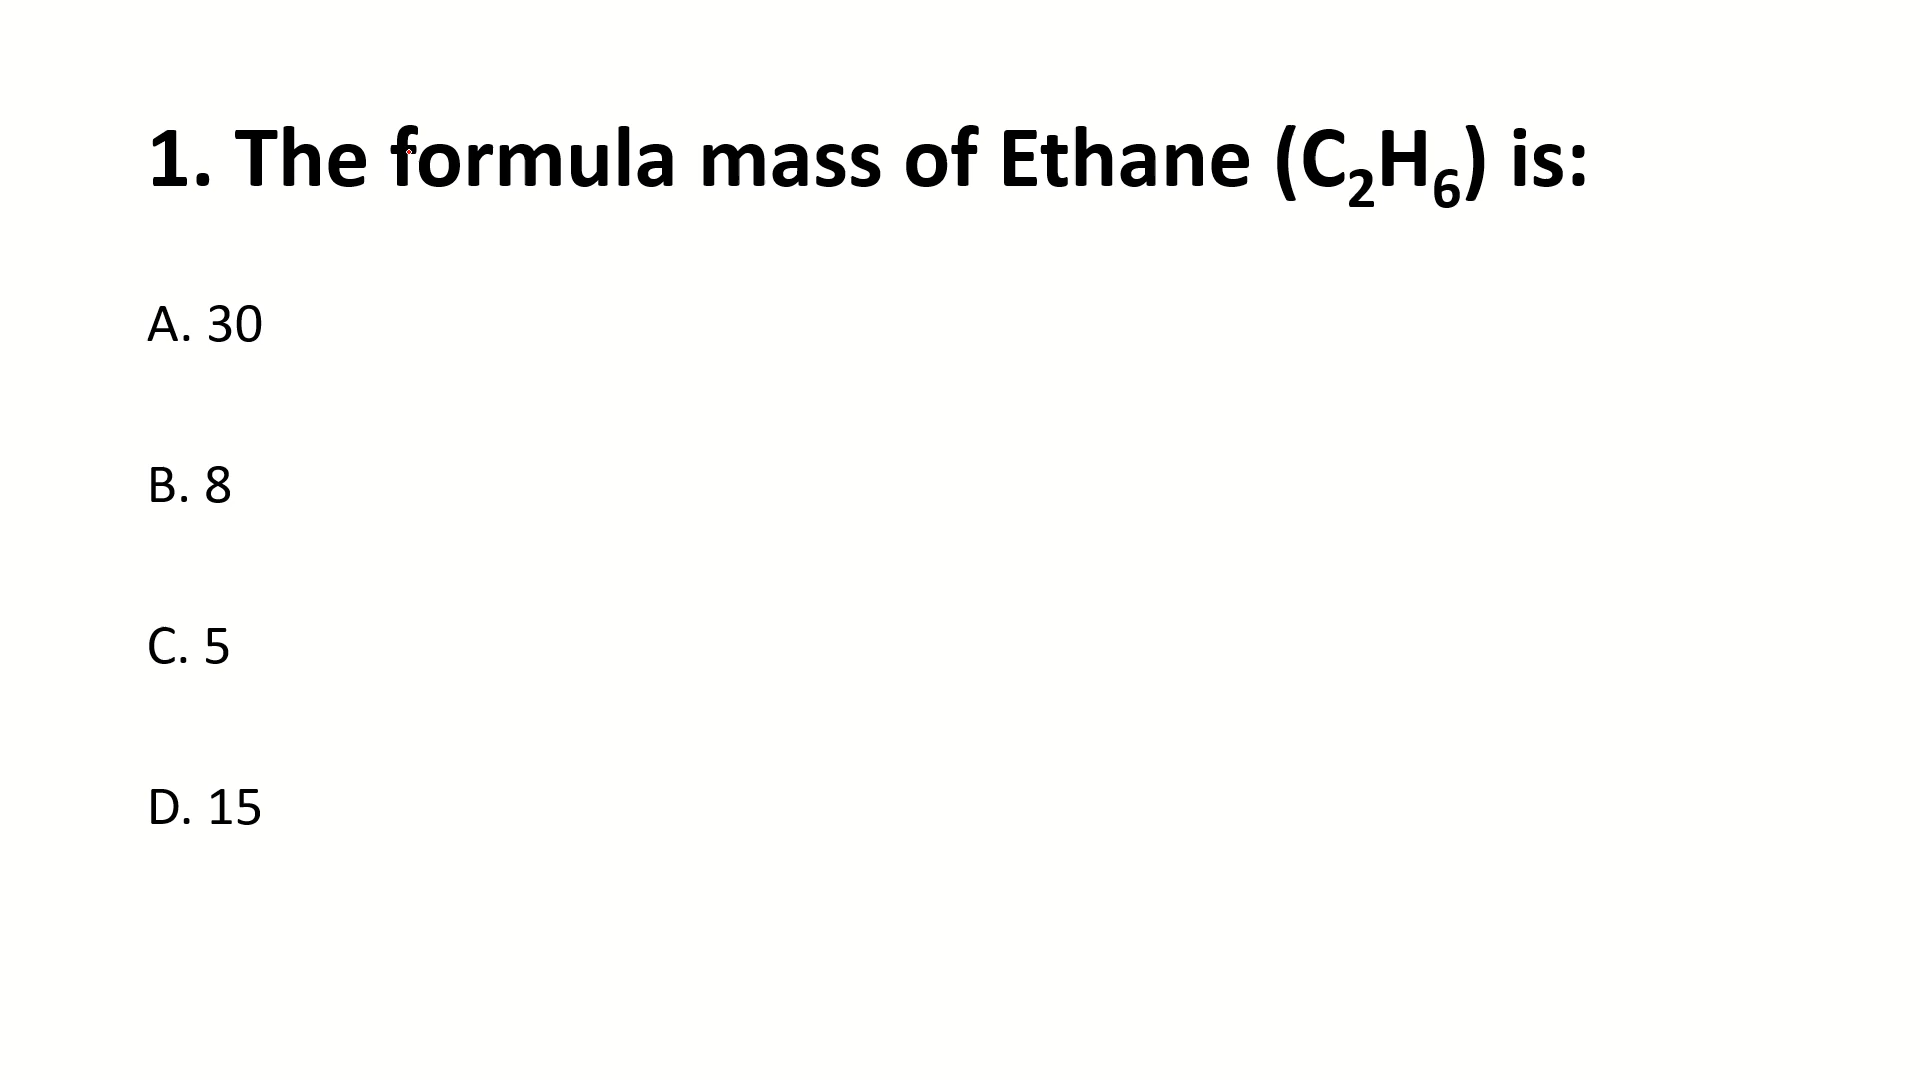 1. The formula mass of Ethane (C₂H₆) is:
A. 30
B. 8
C. 5
D. 15